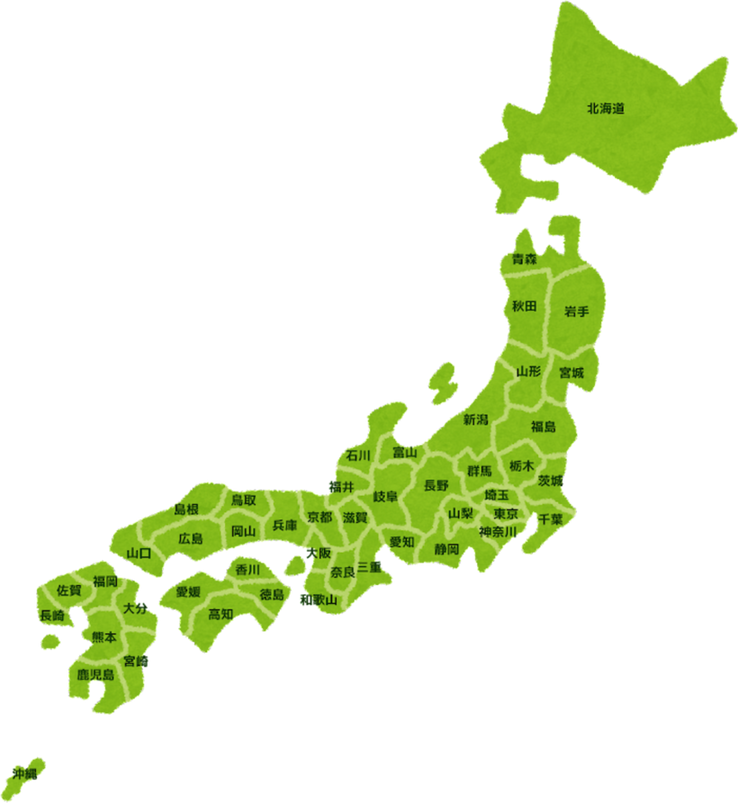 北海道
青森
秋田
岩手
山形
宮城
新潟
福島
石川
富山
群馬
栃木
茨城
福井
岐阜
長野
埼玉
山梨
東京
千葉
神奈川
島根
鳥取
兵庫
京都
滋賀
愛知
静岡
山口
広島
岡山
大阪
奈良
三重
和歌山
香川
愛媛
徳島
高知
佐賀
福岡
長崎
大分
熊本
宮崎
鹿児島
沖縄